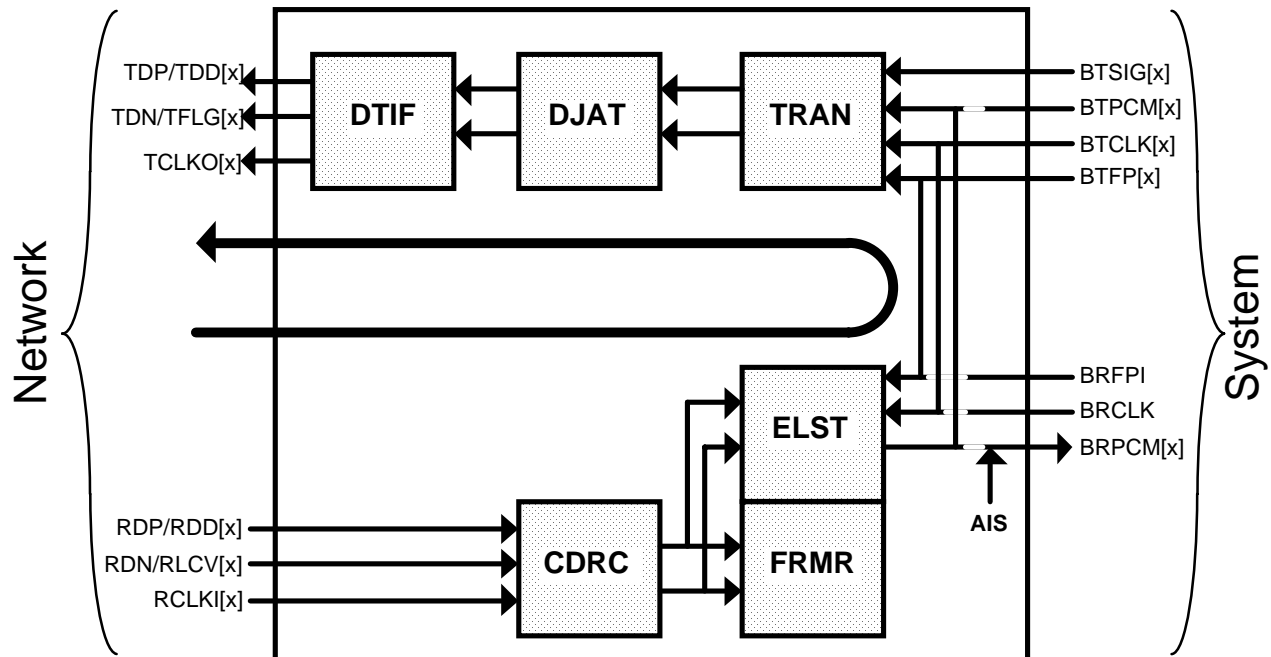 TDP/TDD[x]
TDN/TFLG[x]
TCLKO[x]
DTIF
DJAT
TRAN
BTSIG[x]
BTPCM[x]
BTCLK[x]
BTFP[x]
Network
System
BRFPI
BRCLK
BRPCM[x]
ELST
AIS
RDP/RDD[x]
RDN/RLCV[x]
RCLKI[x]
CDRC
FRMR